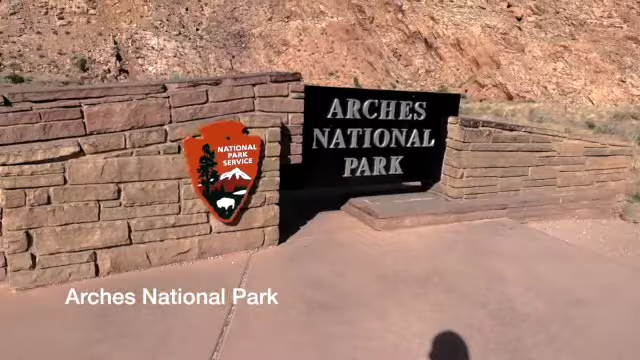 ARCHES
NATIONAL
PARK
NATIONAL
PARK
SERVICE
Arches National Park